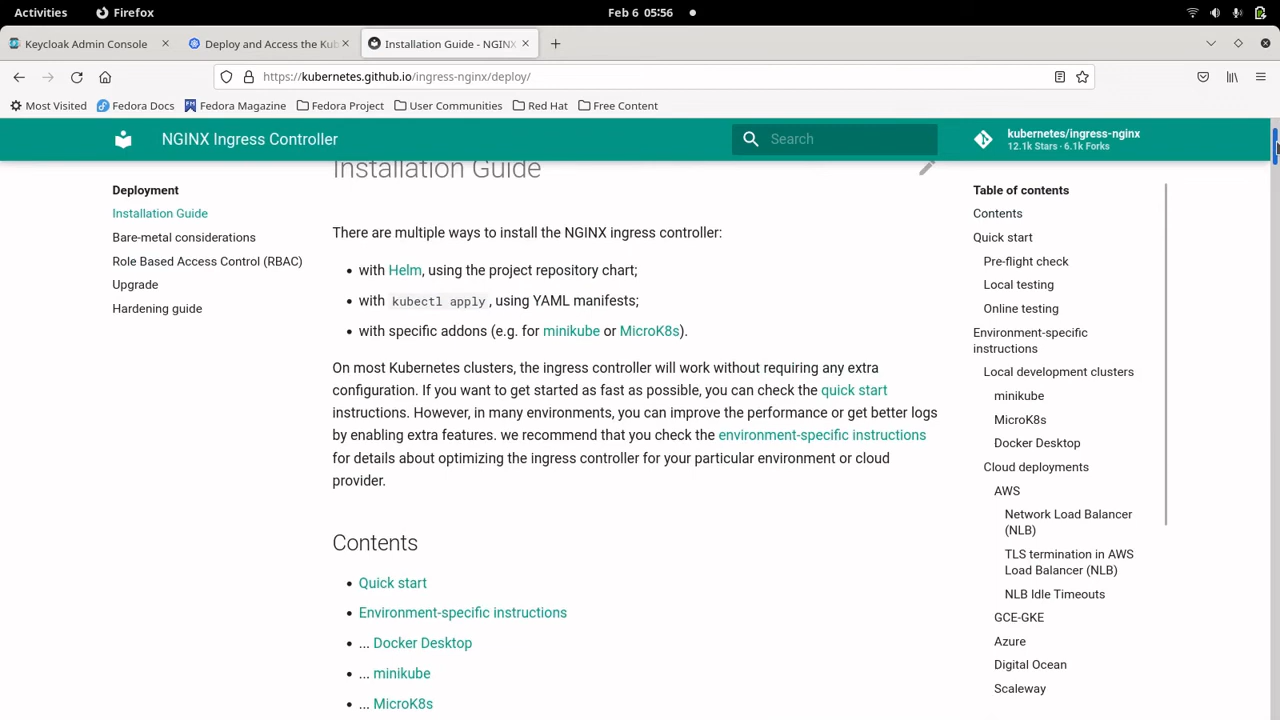 Activities
Firefox
Feb 6 05:56
Keycloak Admin Console
Deploy and Access the Kub
Installation Guide - NGINX
https://kubernetes.github.io/ingress-nginx/deploy/
Most Visited
Fedora Docs
Fedora Magazine
Fedora Project
User Communities
Red Hat
Free Content
NGINX Ingress Controller
Search
kubernetes/ingress-nginx
12.1k Stars · 6.1k Forks
Deployment
Installation Guide
Bare-metal considerations
Role Based Access Control (RBAC)
Upgrade
Hardening guide
Installation Guide
There are multiple ways to install the NGINX ingress controller:
• with Helm, using the project repository chart;
• with kubectl apply, using YAML manifests;
• with specific addons (e.g. for minikube or MicroK8s).
On most Kubernetes clusters, the ingress controller will work without requiring any extra
configuration. If you want to get started as fast as possible, you can check the quick start
instructions. However, in many environments, you can improve the performance or get better logs
by enabling extra features. we recommend that you check the environment-specific instructions
for details about optimizing the ingress controller for your particular environment or cloud
provider.
Contents
• Quick start
• Environment-specific instructions
• ... Docker Desktop
• ... minikube
• ... MicroK8s
Table of contents
Contents
Quick start
Pre-flight check
Local testing
Online testing
Environment-specific
instructions
Local development clusters
minikube
MicroK8s
Docker Desktop
Cloud deployments
AWS
Network Load Balancer
(NLB)
TLS termination in AWS
Load Balancer (NLB)
NLB Idle Timeouts
GCE-GKE
Azure
Digital Ocean
Scaleway